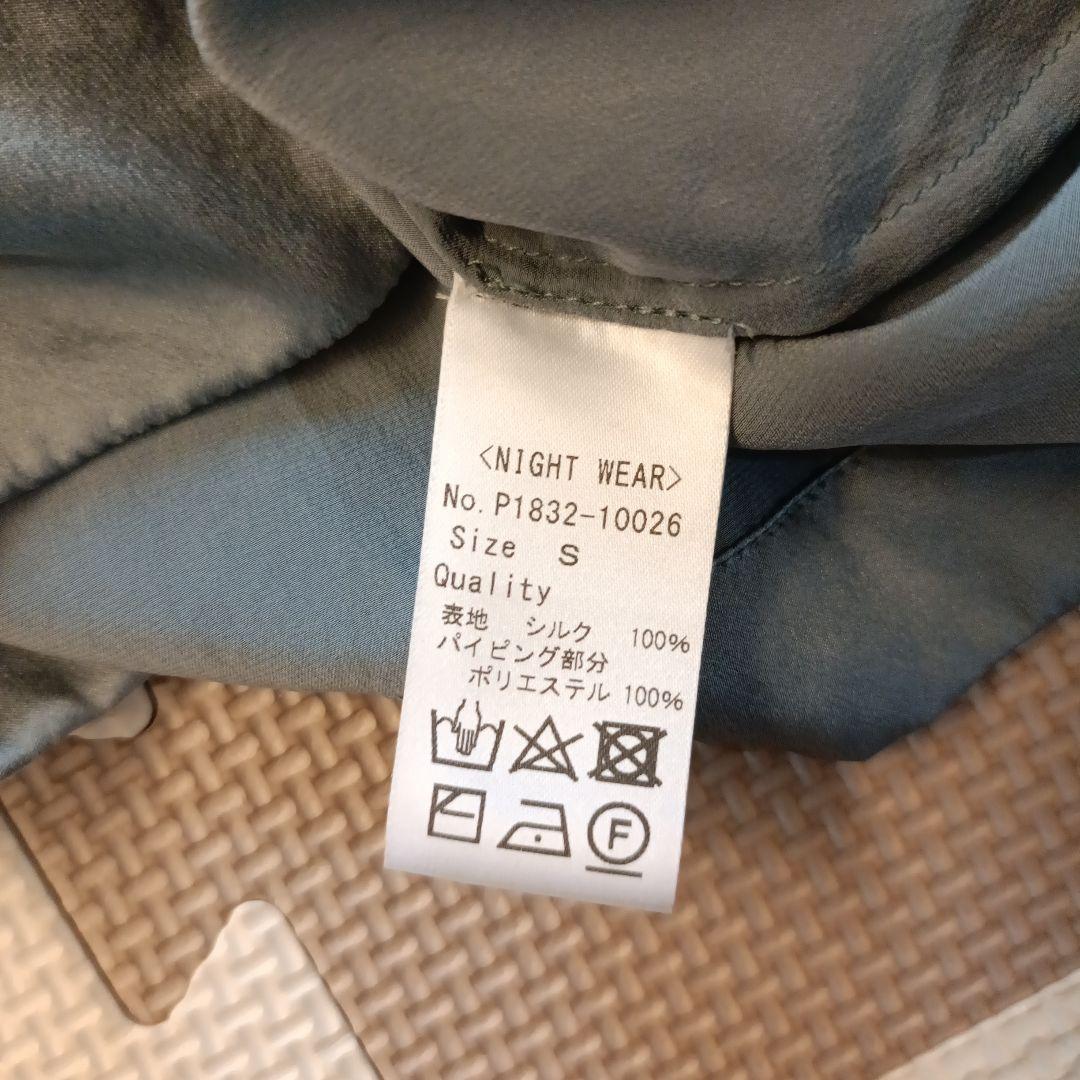 <NIGHT WEAR>
No.P1832-10026
Size S
Quality
表地 シルク 100%
パイピング部分
ポリエステル 100%
F